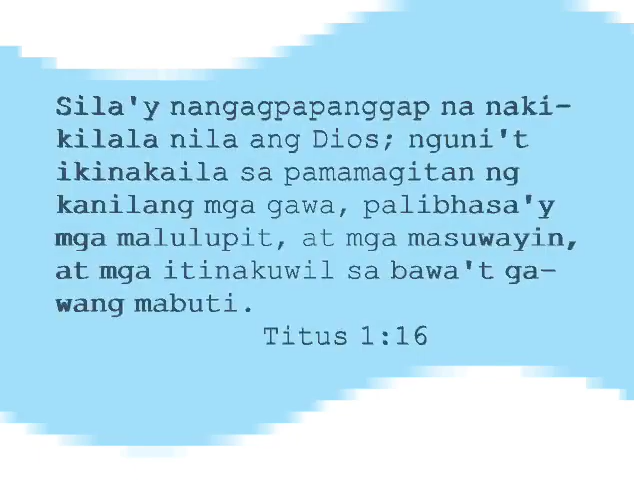 Sila'y nangagpapanggap na naki-
kilala nila ang Dios; nguni't
ikinakaila sa pamamagitan ng
kanilang mga gawa, palibhasa'y
mga malulupit, at mga masuwayin,
at mga itinakuwil sa bawa't ga-
wang mabuti.
Titus 1:16